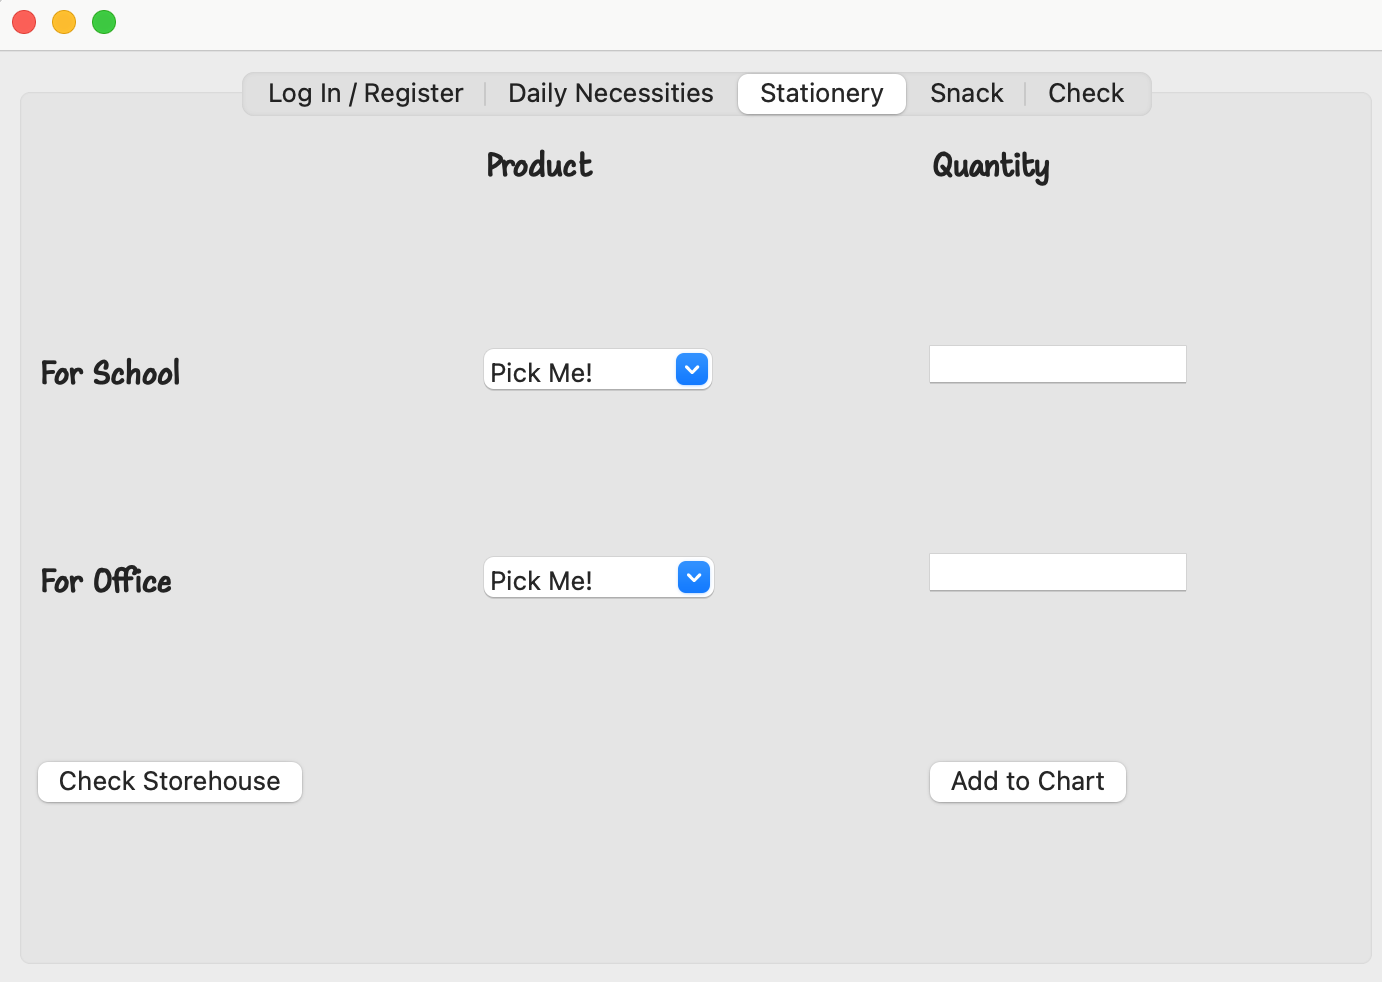 Log In / Register Daily Necessities Stationery Snack Check
Product Quantity
For School Pick Me!
For Office Pick Me!
Check Storehouse Add to Chart